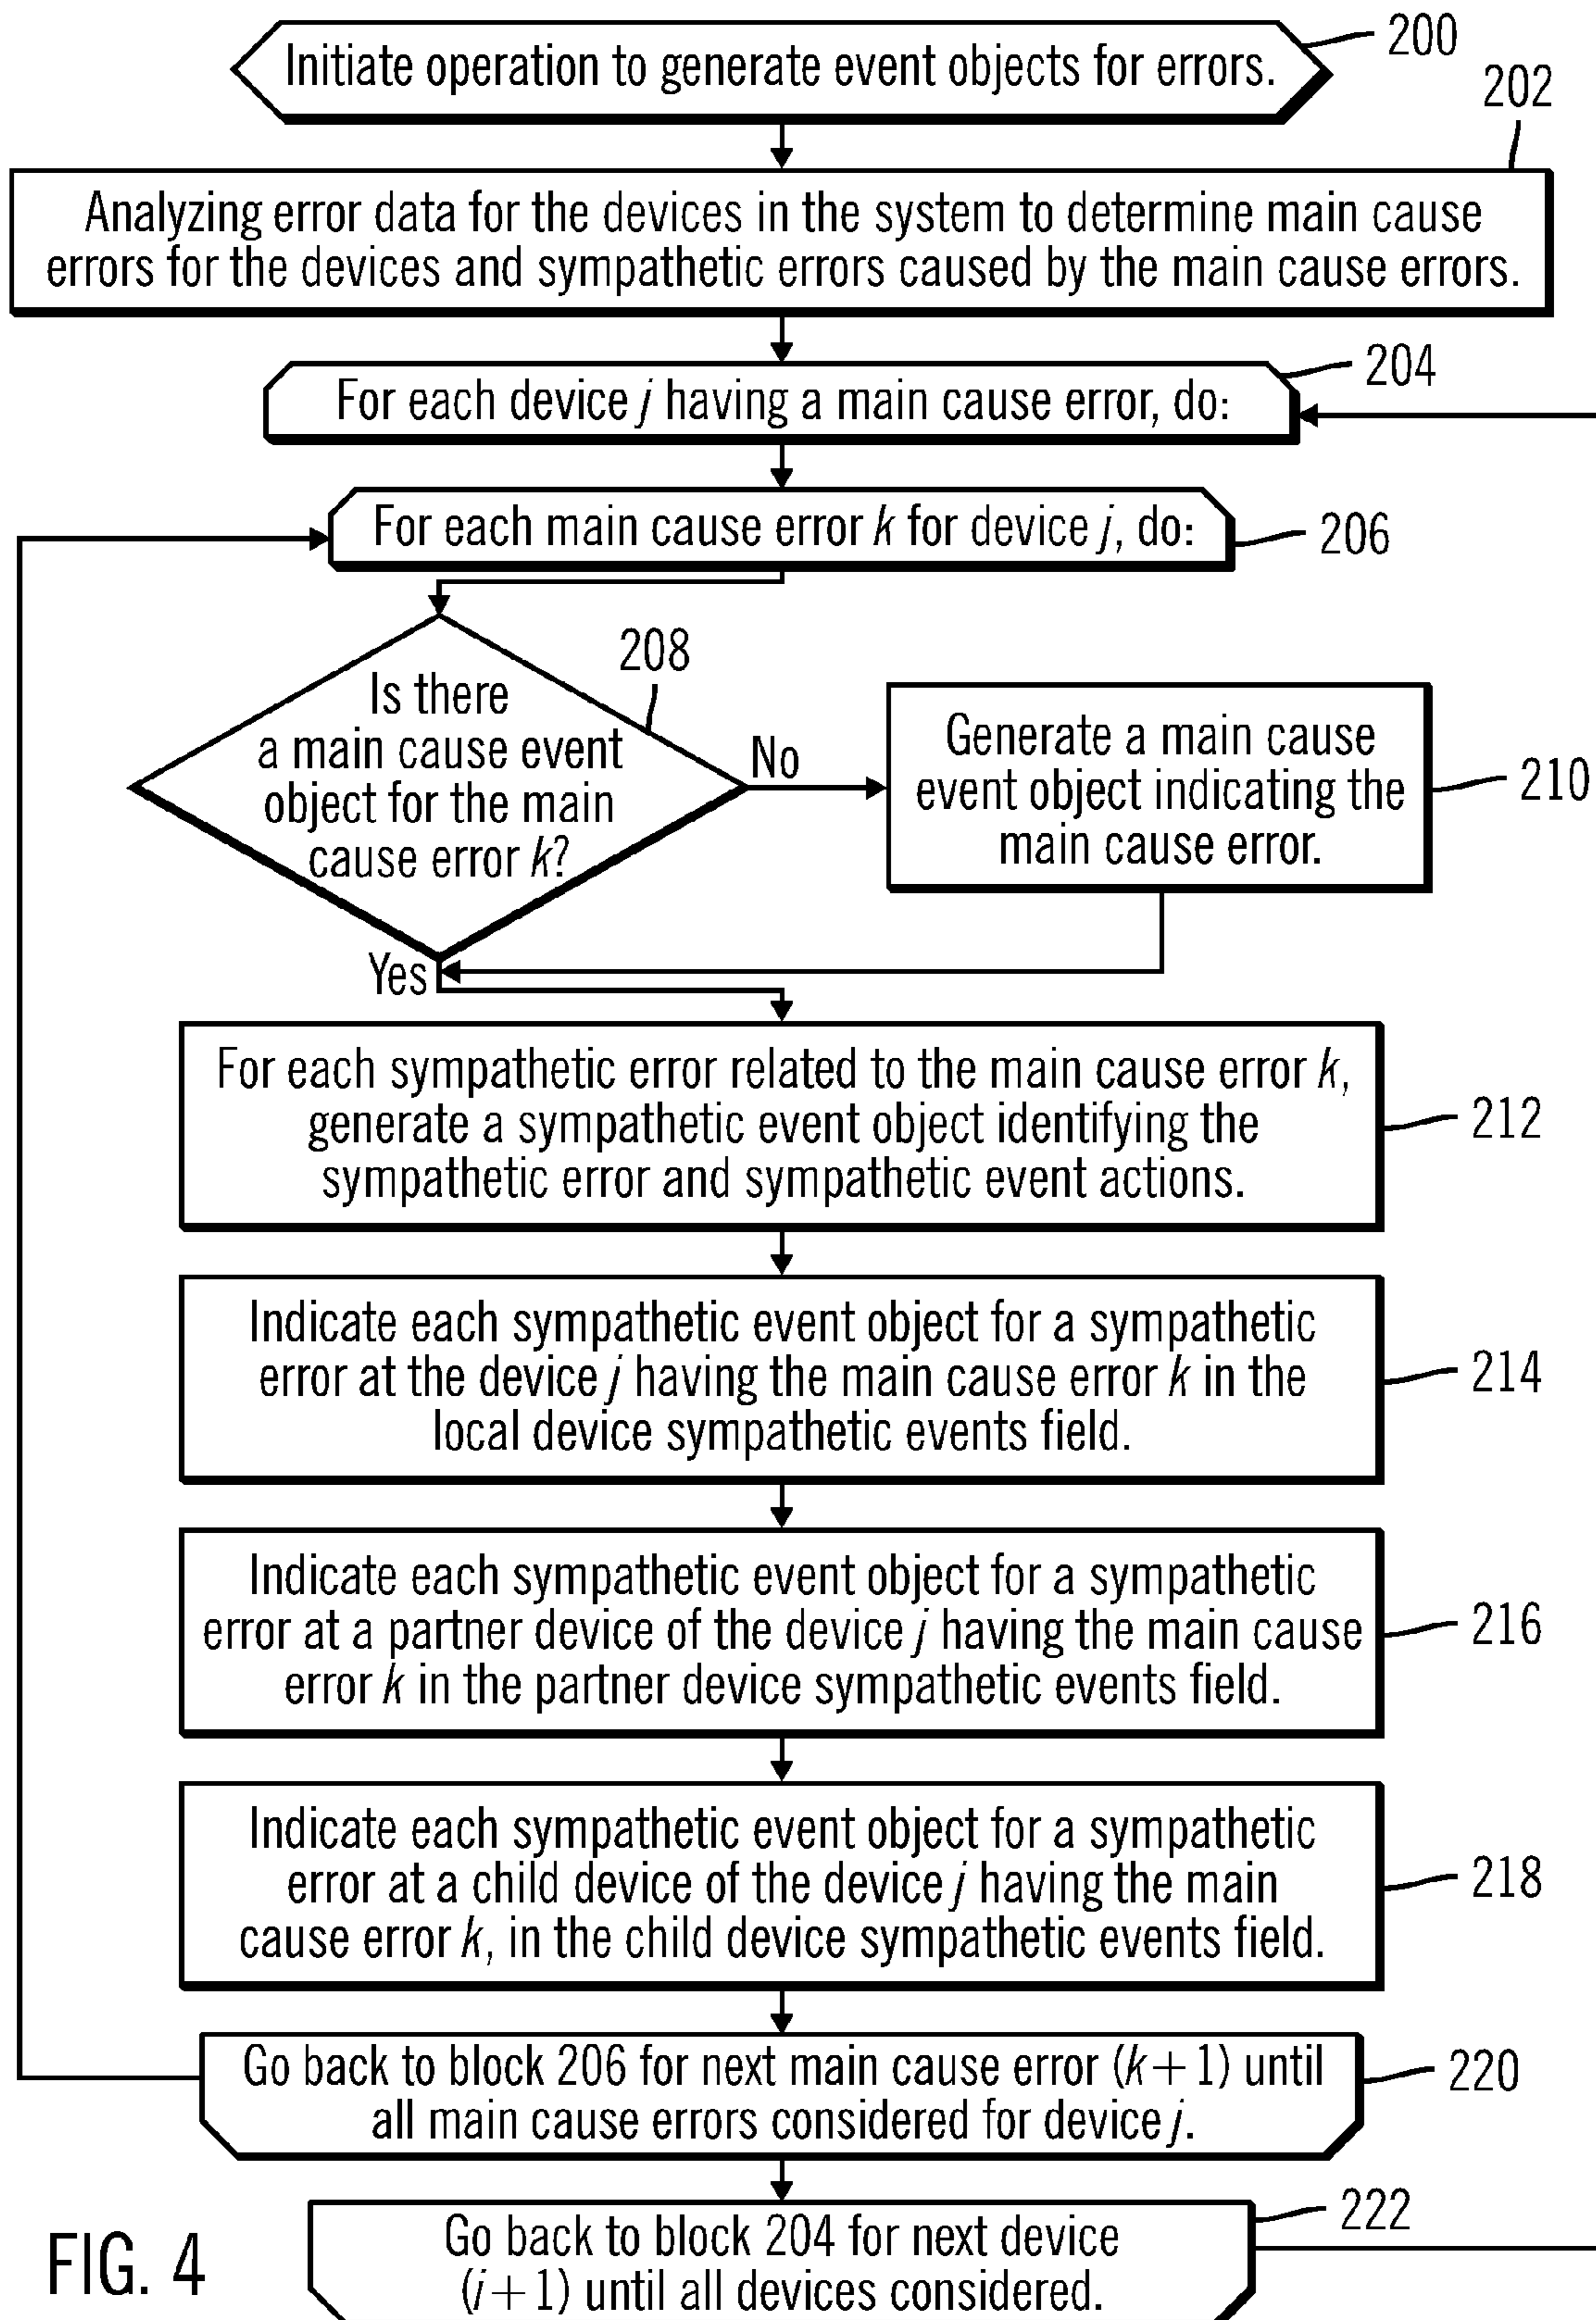 Initiate operation to generate event objects for errors.
200
202
Analyzing error data for the devices in the system to determine main cause
errors for the devices and sympathetic errors caused by the main cause errors.
For each device j having a main cause error, do:
204
For each main cause error k for device j, do:
206
Is there
a main cause event
object for the main
cause error k?
208
No
Generate a main cause
event object indicating the
main cause error.
210
Yes
For each sympathetic error related to the main cause error k,
generate a sympathetic event object identifying the
sympathetic error and sympathetic event actions.
212
Indicate each sympathetic event object for a sympathetic
error at the device j having the main cause error k in the
local device sympathetic events field.
214
Indicate each sympathetic event object for a sympathetic
error at a partner device of the device j having the main cause
error k in the partner device sympathetic events field.
216
Indicate each sympathetic event object for a sympathetic
error at a child device of the device j having the main
cause error k, in the child device sympathetic events field.
218
Go back to block 206 for next main cause error (k+1) until
all main cause errors considered for device j.
220
Go back to block 204 for next device
(i+1) until all devices considered.
222
FIG. 4